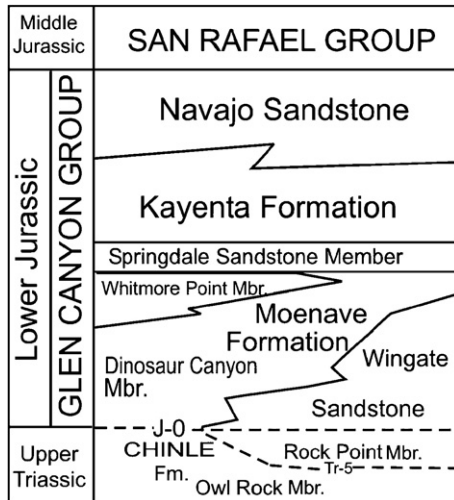 Middle
Jurassic
SAN RAFAEL GROUP
Lower Jurassic
GLEN CANYON GROUP
Navajo Sandstone
Kayenta Formation
Springdale Sandstone Member
Whitmore Point Mbr.
Moenave
Formation
Dinosaur Canyon
Mbr.
Wingate
Sandstone
J-0
Upper
Triassic
CHINLE
Fm.
Rock Point Mbr.
Tr-5
Owl Rock Mbr.